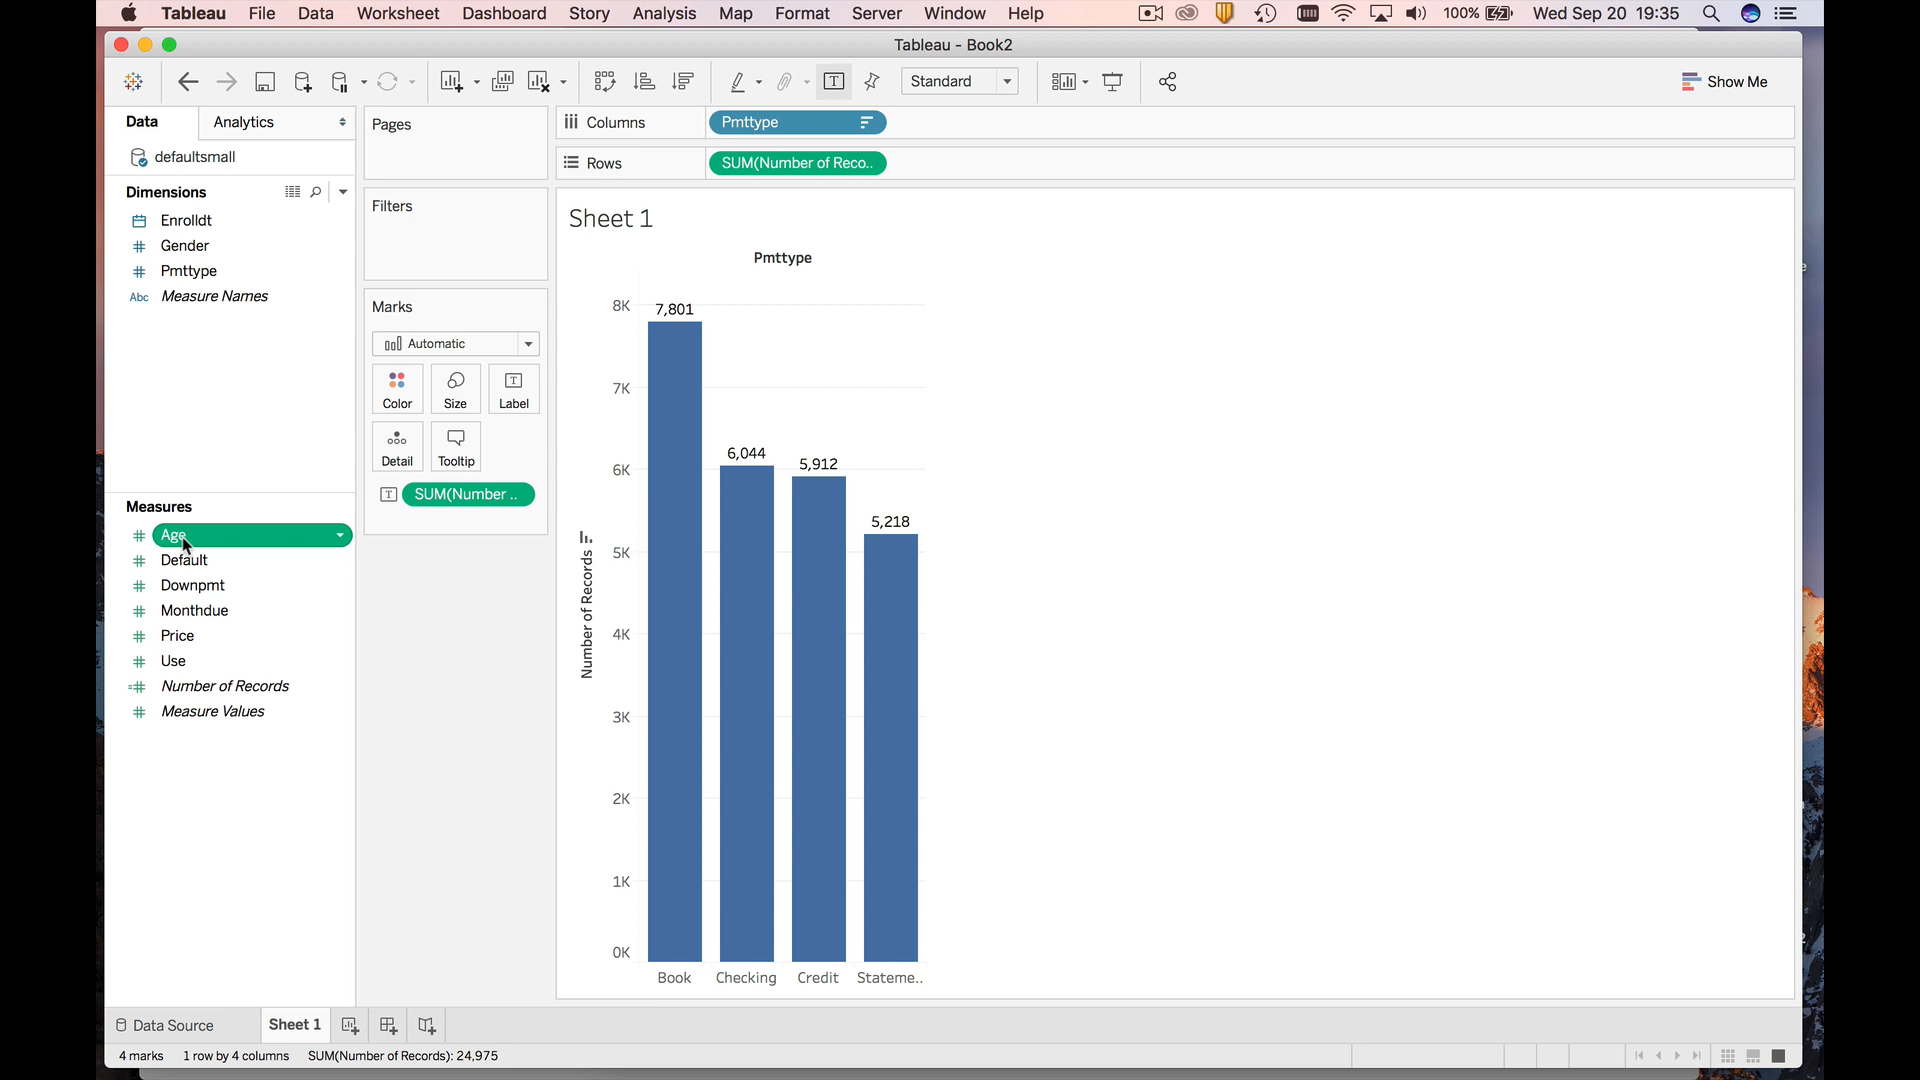 Tableau File Data Worksheet Dashboard Story Analysis Map Format Server Window Help 100% Wed Sep 20 19:35
Tableau - Book2
Standard Show Me
Data Analytics
defaultsmall
Dimensions
Enrolldt
Gender
Pmttype
Abc Measure Names
Measures
Age
Default
Downpmt
Monthdue
Price
Use
Number of Records
Measure Values
Pages
Filters
Marks
Automatic
Color Size Label
Detail Tooltip
SUM(Number ..
Columns Pmttype
Rows SUM(Number of Reco..
Sheet 1
Pmttype
Number of Records
8K
7K
6K
5K
4K
3K
2K
1K
0K
7,801
6,044
5,912
5,218
Book Checking Credit Stateme..
Data Source Sheet 1
4 marks 1 row by 4 columns SUM(Number of Records): 24,975